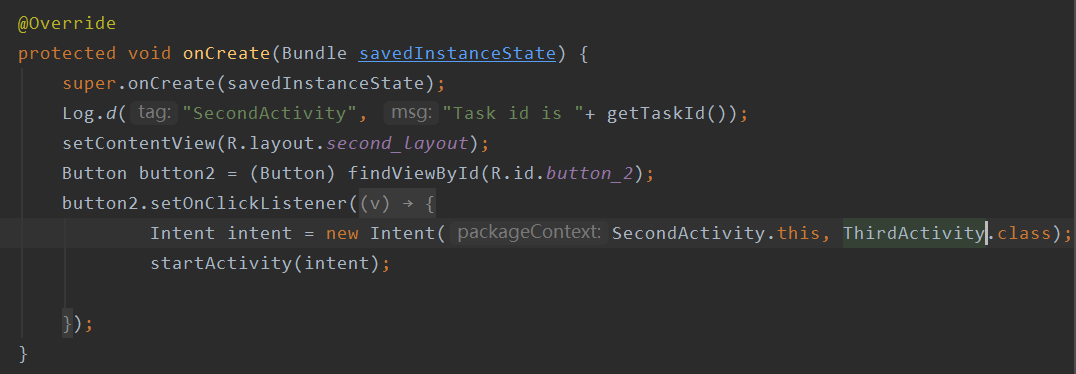 @Override
protected void onCreate(Bundle savedInstanceState) {
super.onCreate(savedInstanceState);
Log.d( tag: "SecondActivity", msg: "Task id is "+ getTaskId());
setContentView(R.layout.second_layout);
Button button2 = (Button) findViewById(R.id.button_2);
button2.setOnClickListener((v) → {
Intent intent = new Intent( packageContext: SecondActivity.this, ThirdActivity.class);
startActivity(intent);
});
}